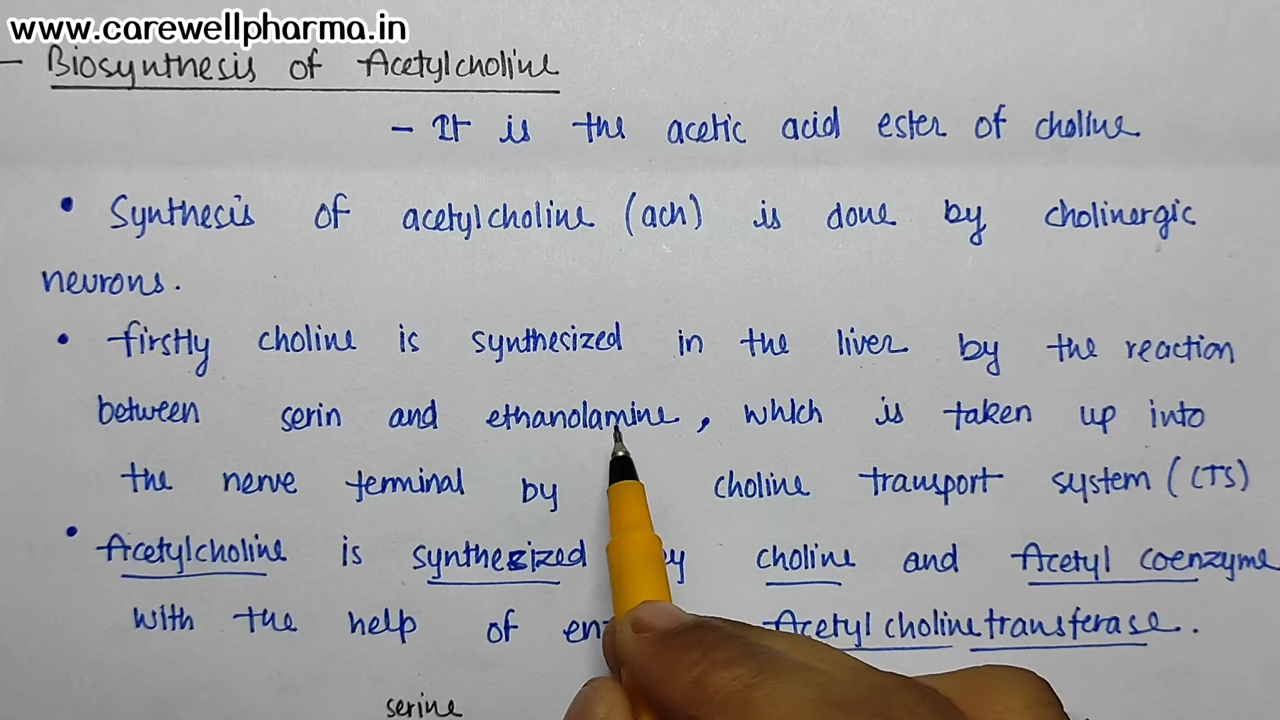 www.carewellpharma.in
- Biosynthesis of Acetylcholine
- It is the acetic acid ester of choline
• Synthesis of acetylcholine (ach) is done by cholinergic
neurons.
• firstly choline is synthesized in the liver by the reaction
between serin and ethanolamine, which is taken up into
the nerve terminal by choline transport system (CTS)
• Acetylcholine is synthesized by choline and Acetyl coenzyme
with the help of Acetylcholinetransferase.
serine